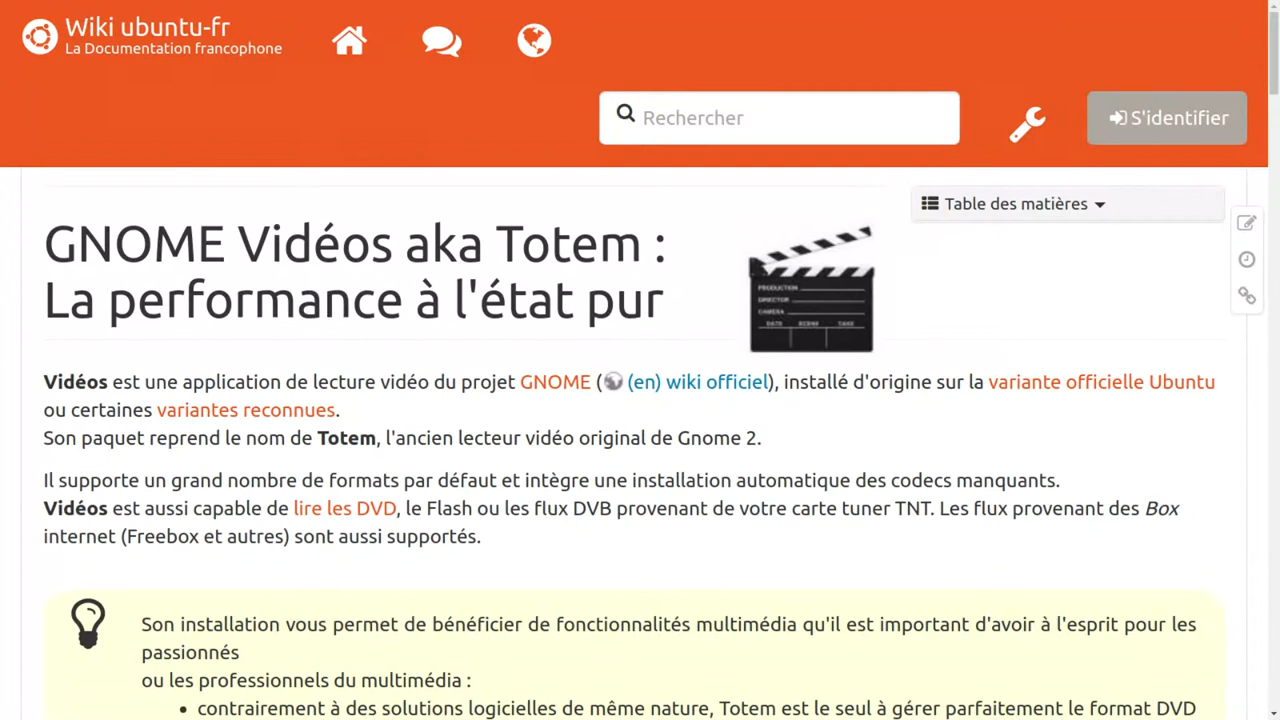 Wiki ubuntu-fr
La Documentation francophone
Rechercher
S'identifier
Table des matières
GNOME Vidéos aka Totem :
La performance à l'état pur
PRODUCTION
DIRECTOR
CAMERA
DATE SCENE TAKE
Vidéos est une application de lecture vidéo du projet GNOME ((en) wiki officiel), installé d'origine sur la variante officielle Ubuntu
ou certaines variantes reconnues.
Son paquet reprend le nom de Totem, l'ancien lecteur vidéo original de Gnome 2.
Il supporte un grand nombre de formats par défaut et intègre une installation automatique des codecs manquants.
Vidéos est aussi capable de lire les DVD, le Flash ou les flux DVB provenant de votre carte tuner TNT. Les flux provenant des Box
internet (Freebox et autres) sont aussi supportés.
Son installation vous permet de bénéficier de fonctionnalités multimédia qu'il est important d'avoir à l'esprit pour les
passionnés
ou les professionnels du multimédia :
• contrairement à des solutions logicielles de même nature, Totem est le seul à gérer parfaitement le format DVD